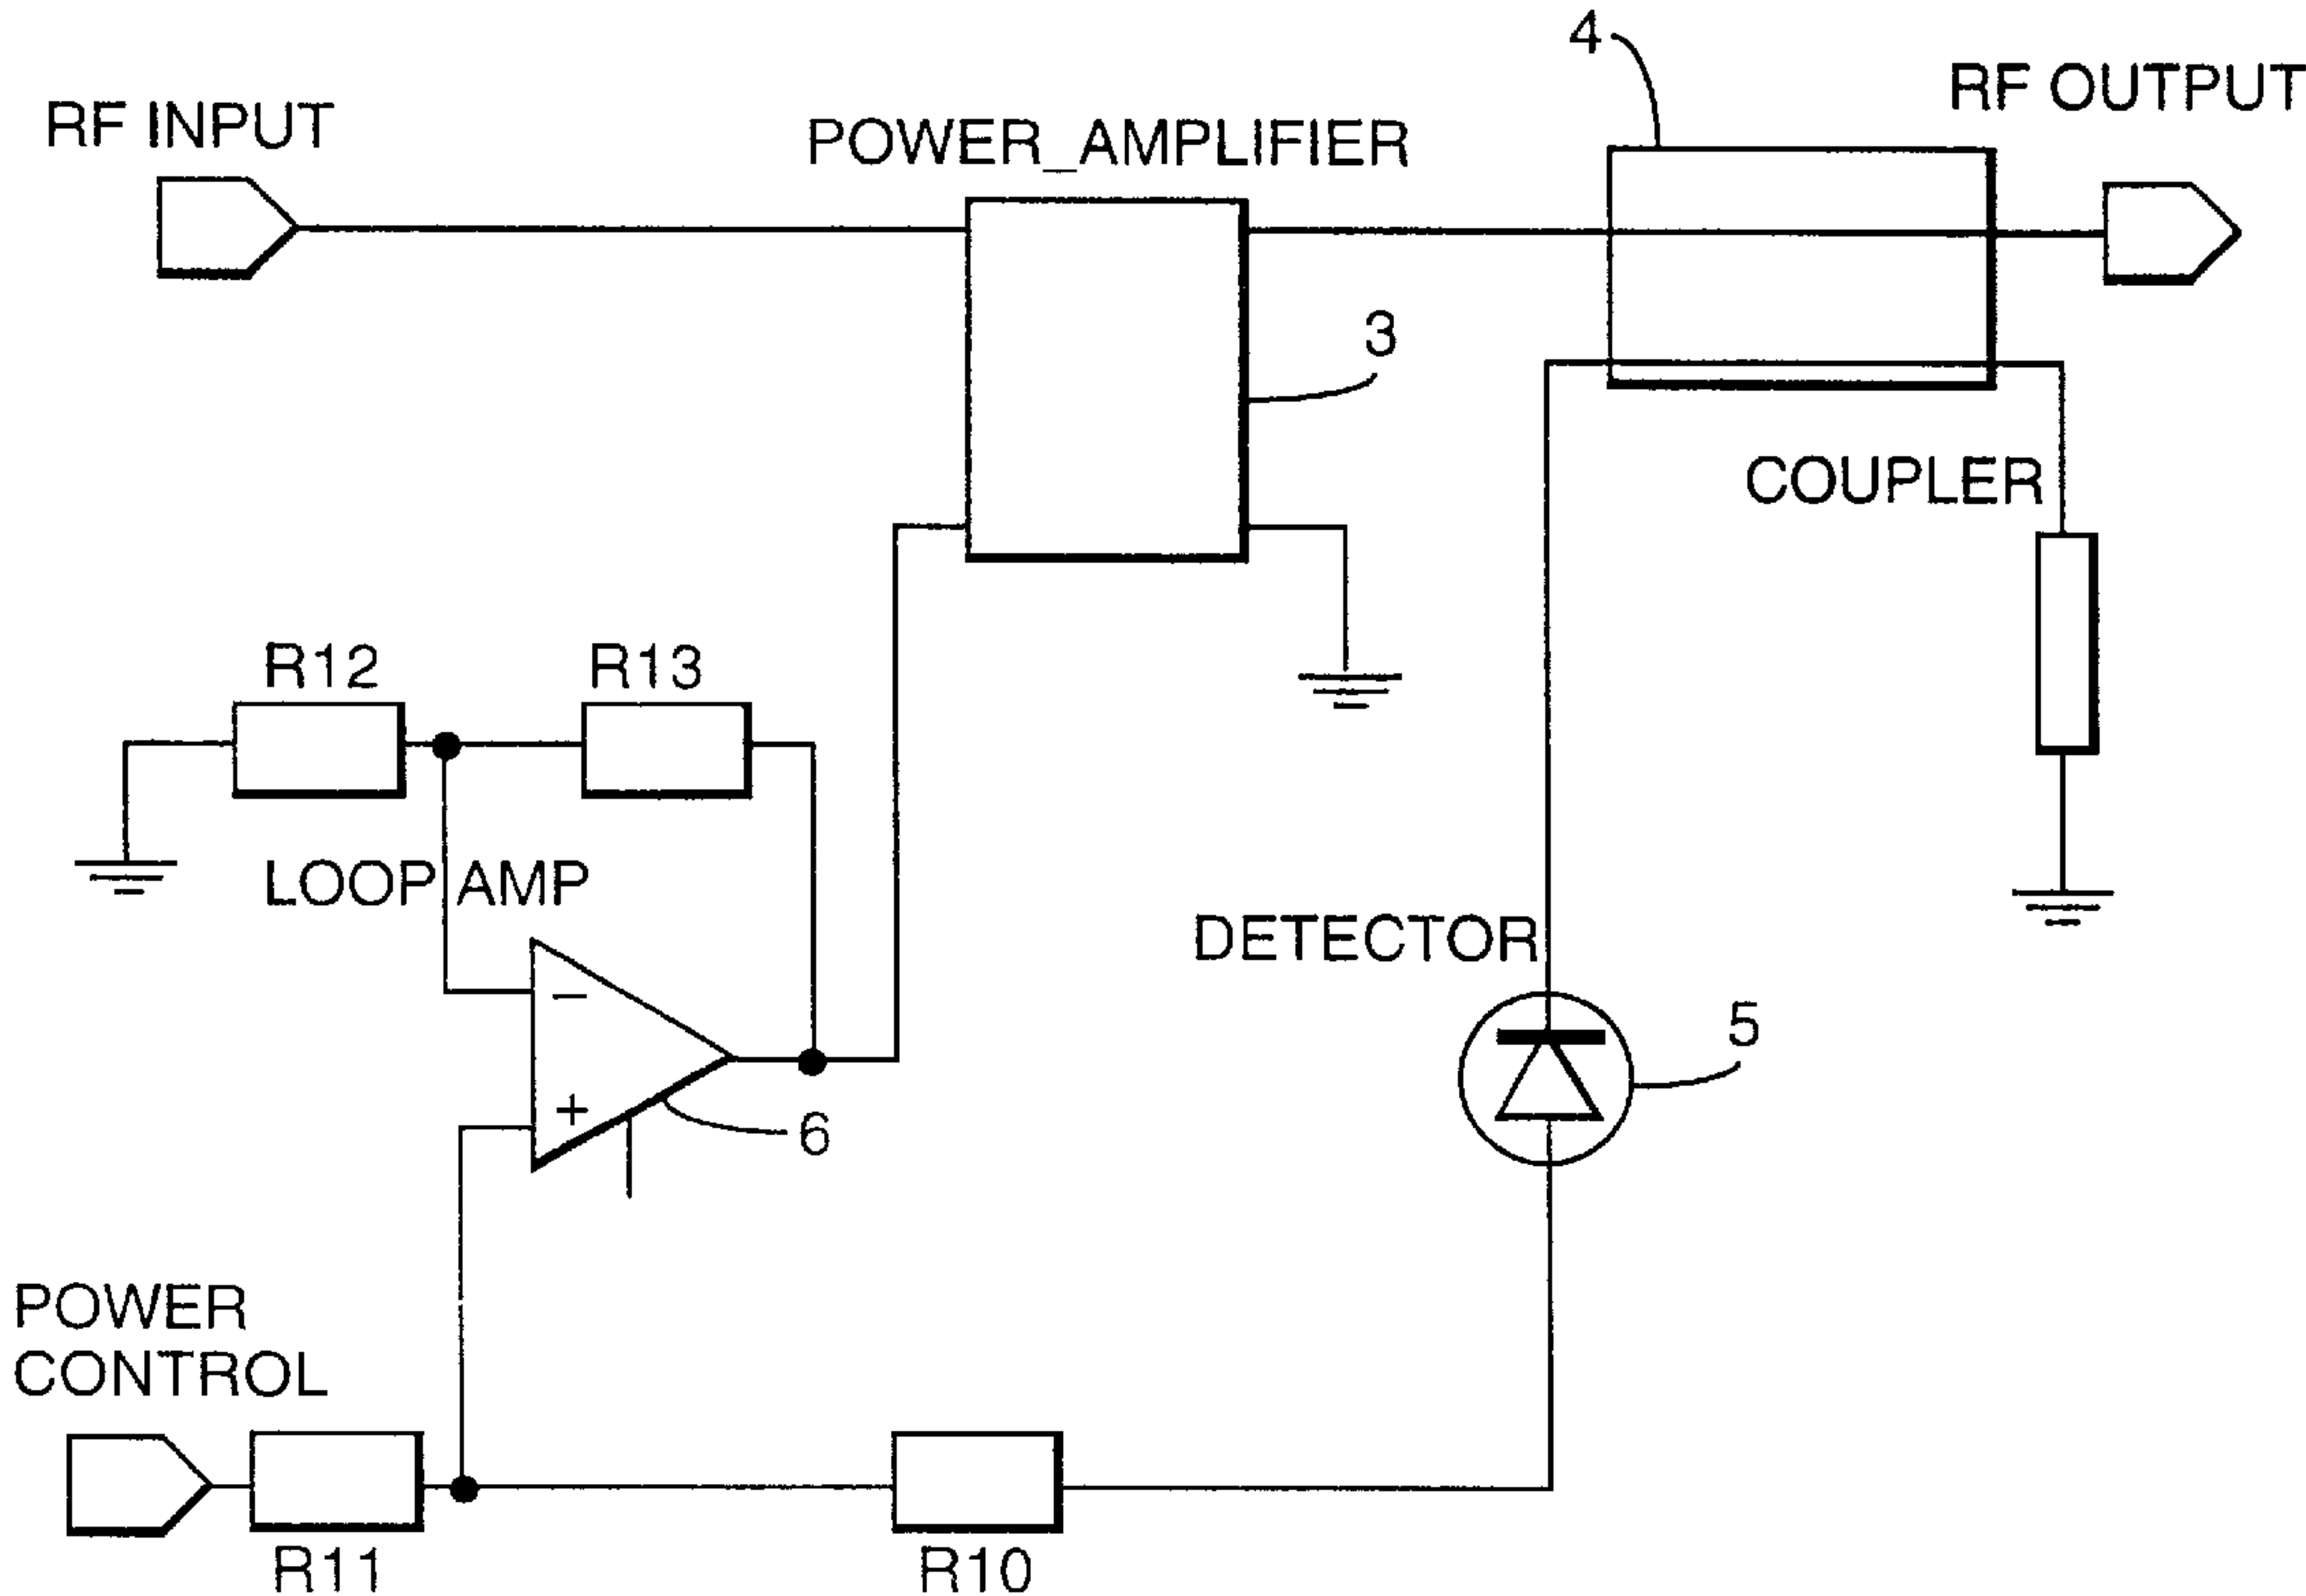 4
RF OUTPUT
RF INPUT
POWER_AMPLIFIER
3
COUPLER
R12
R13
LOOP AMP
DETECTOR
−
5
+
6
POWER
CONTROL
R11
R10